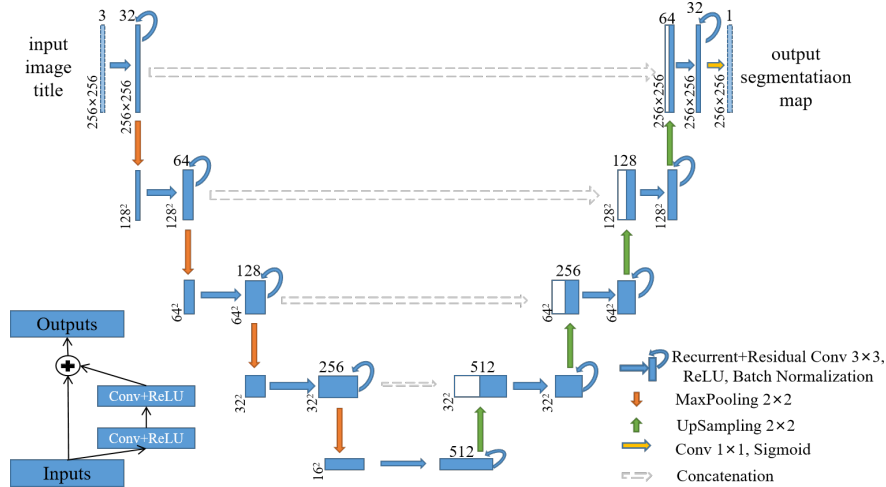 3
32
input
image
title
256×256
256×256
64
32
1
output
segmentatiaon
map
256×256
256×256
256×256
64
128²
128²
128
128²
128²
128
64²
64²
256
64²
64²
256
32²
32²
512
32²
32²
16²
512
Outputs
Conv+ReLU
Conv+ReLU
Inputs
Recurrent+Residual Conv 3×3,
ReLU, Batch Normalization
MaxPooling 2×2
UpSampling 2×2
Conv 1×1, Sigmoid
Concatenation